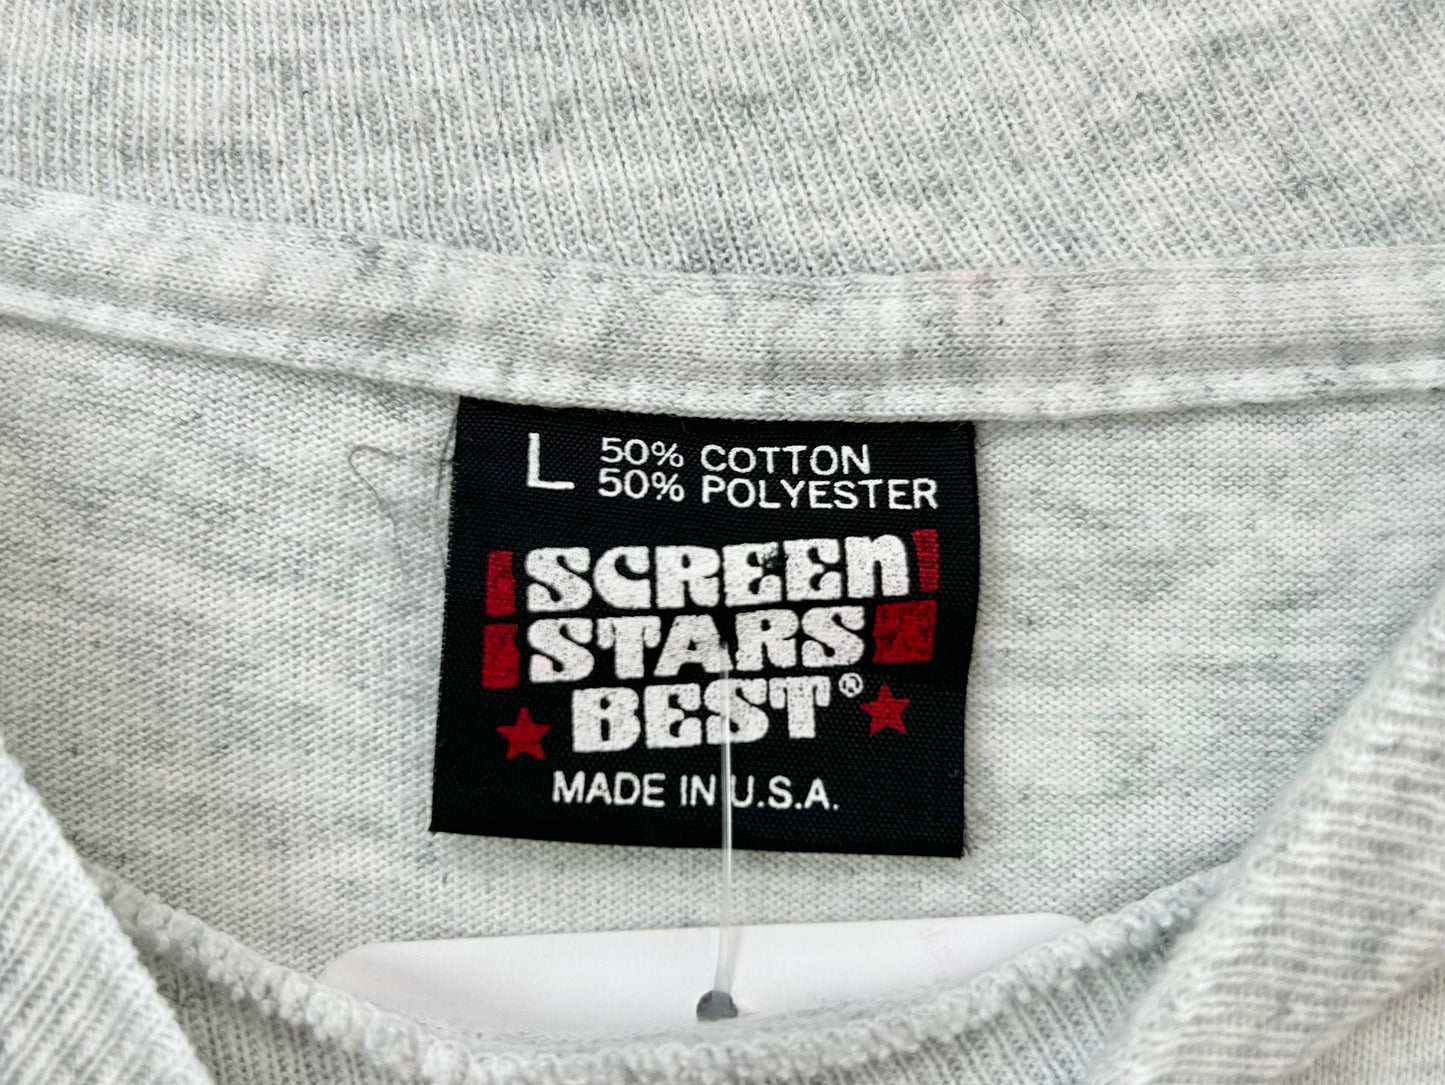 L 50% COTTON
50% POLYESTER
SCREEN
STARS
BEST®
MADE IN U.S.A.